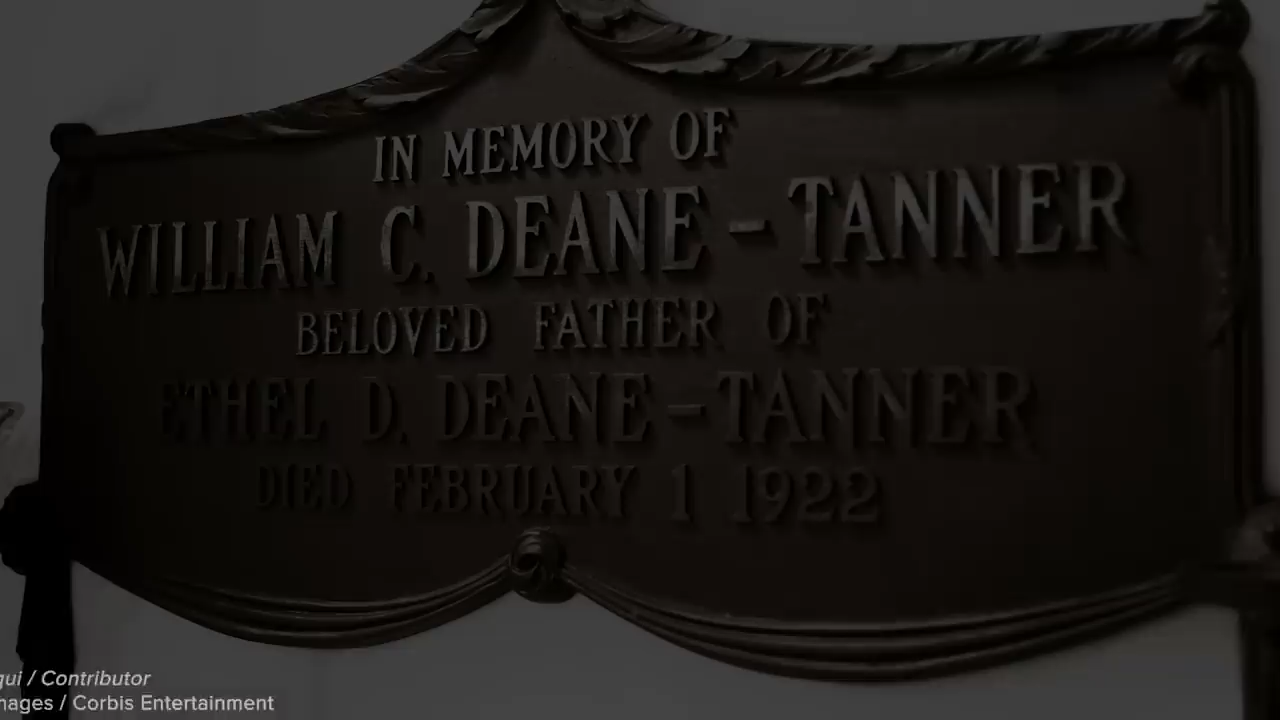 IN MEMORY OF
WILLIAM C. DEANE-TANNER
BELOVED FATHER OF
ETHEL D. DEANE-TANNER
DIED FEBRUARY 1 1922
/ Contributor
/ Corbis Entertainment